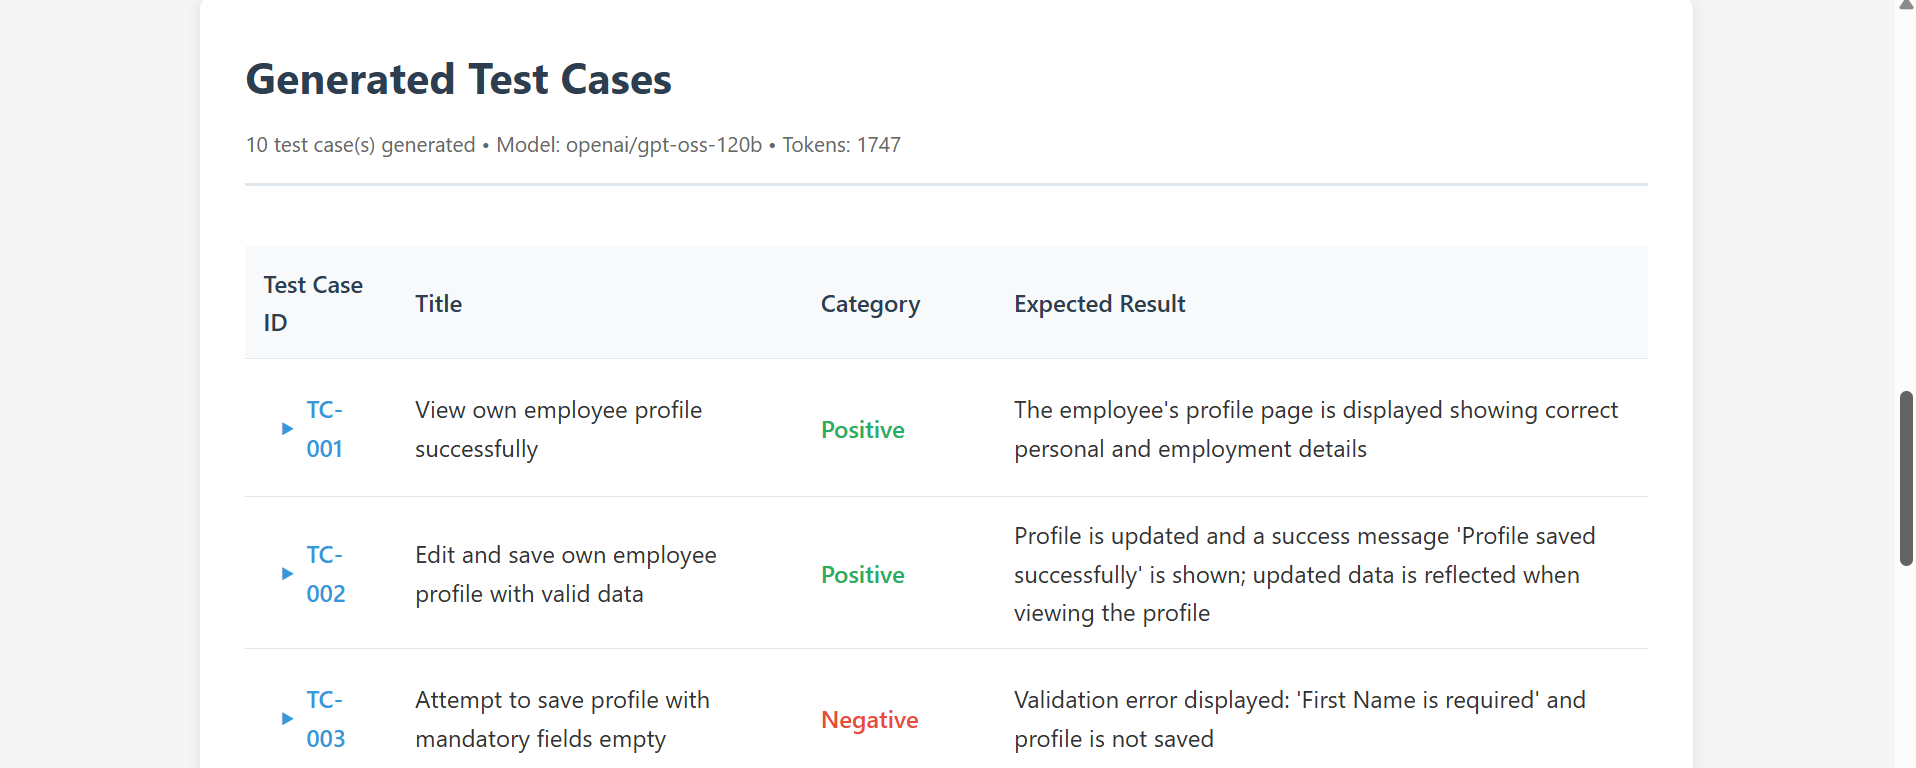 Generated Test Cases
10 test case(s) generated • Model: openai/gpt-oss-120b • Tokens: 1747
Test Case
ID
Title
Category
Expected Result
TC-
001
View own employee profile
successfully
Positive
The employee's profile page is displayed showing correct
personal and employment details
TC-
002
Edit and save own employee
profile with valid data
Positive
Profile is updated and a success message 'Profile saved
successfully' is shown; updated data is reflected when
viewing the profile
TC-
003
Attempt to save profile with
mandatory fields empty
Negative
Validation error displayed: 'First Name is required' and
profile is not saved